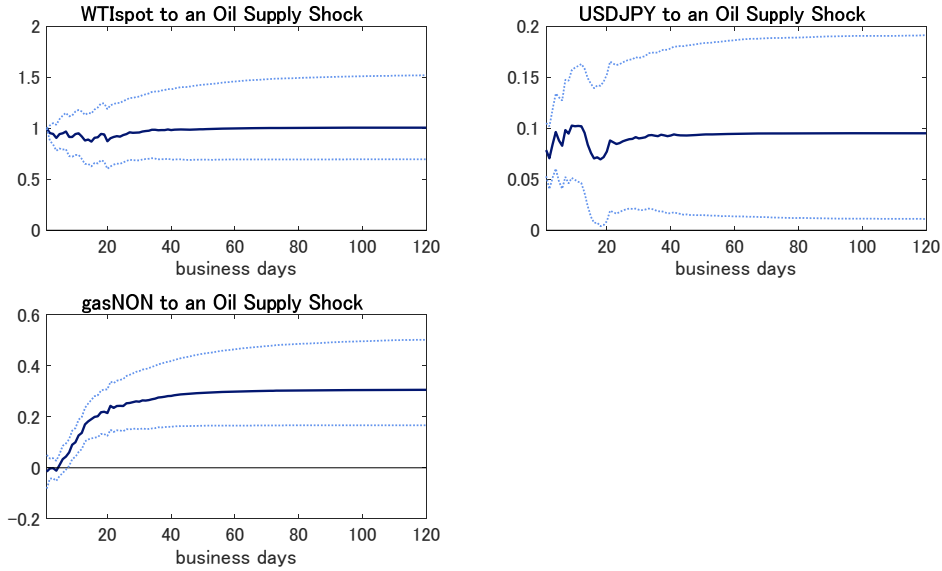 WTIspot to an Oil Supply Shock
2
1.5
1
0.5
0
20 40 60 80 100 120
business days
USDJPY to an Oil Supply Shock
0.2
0.15
0.1
0.05
0
20 40 60 80 100 120
business days
gasNON to an Oil Supply Shock
0.6
0.4
0.2
0
−0.2
20 40 60 80 100 120
business days